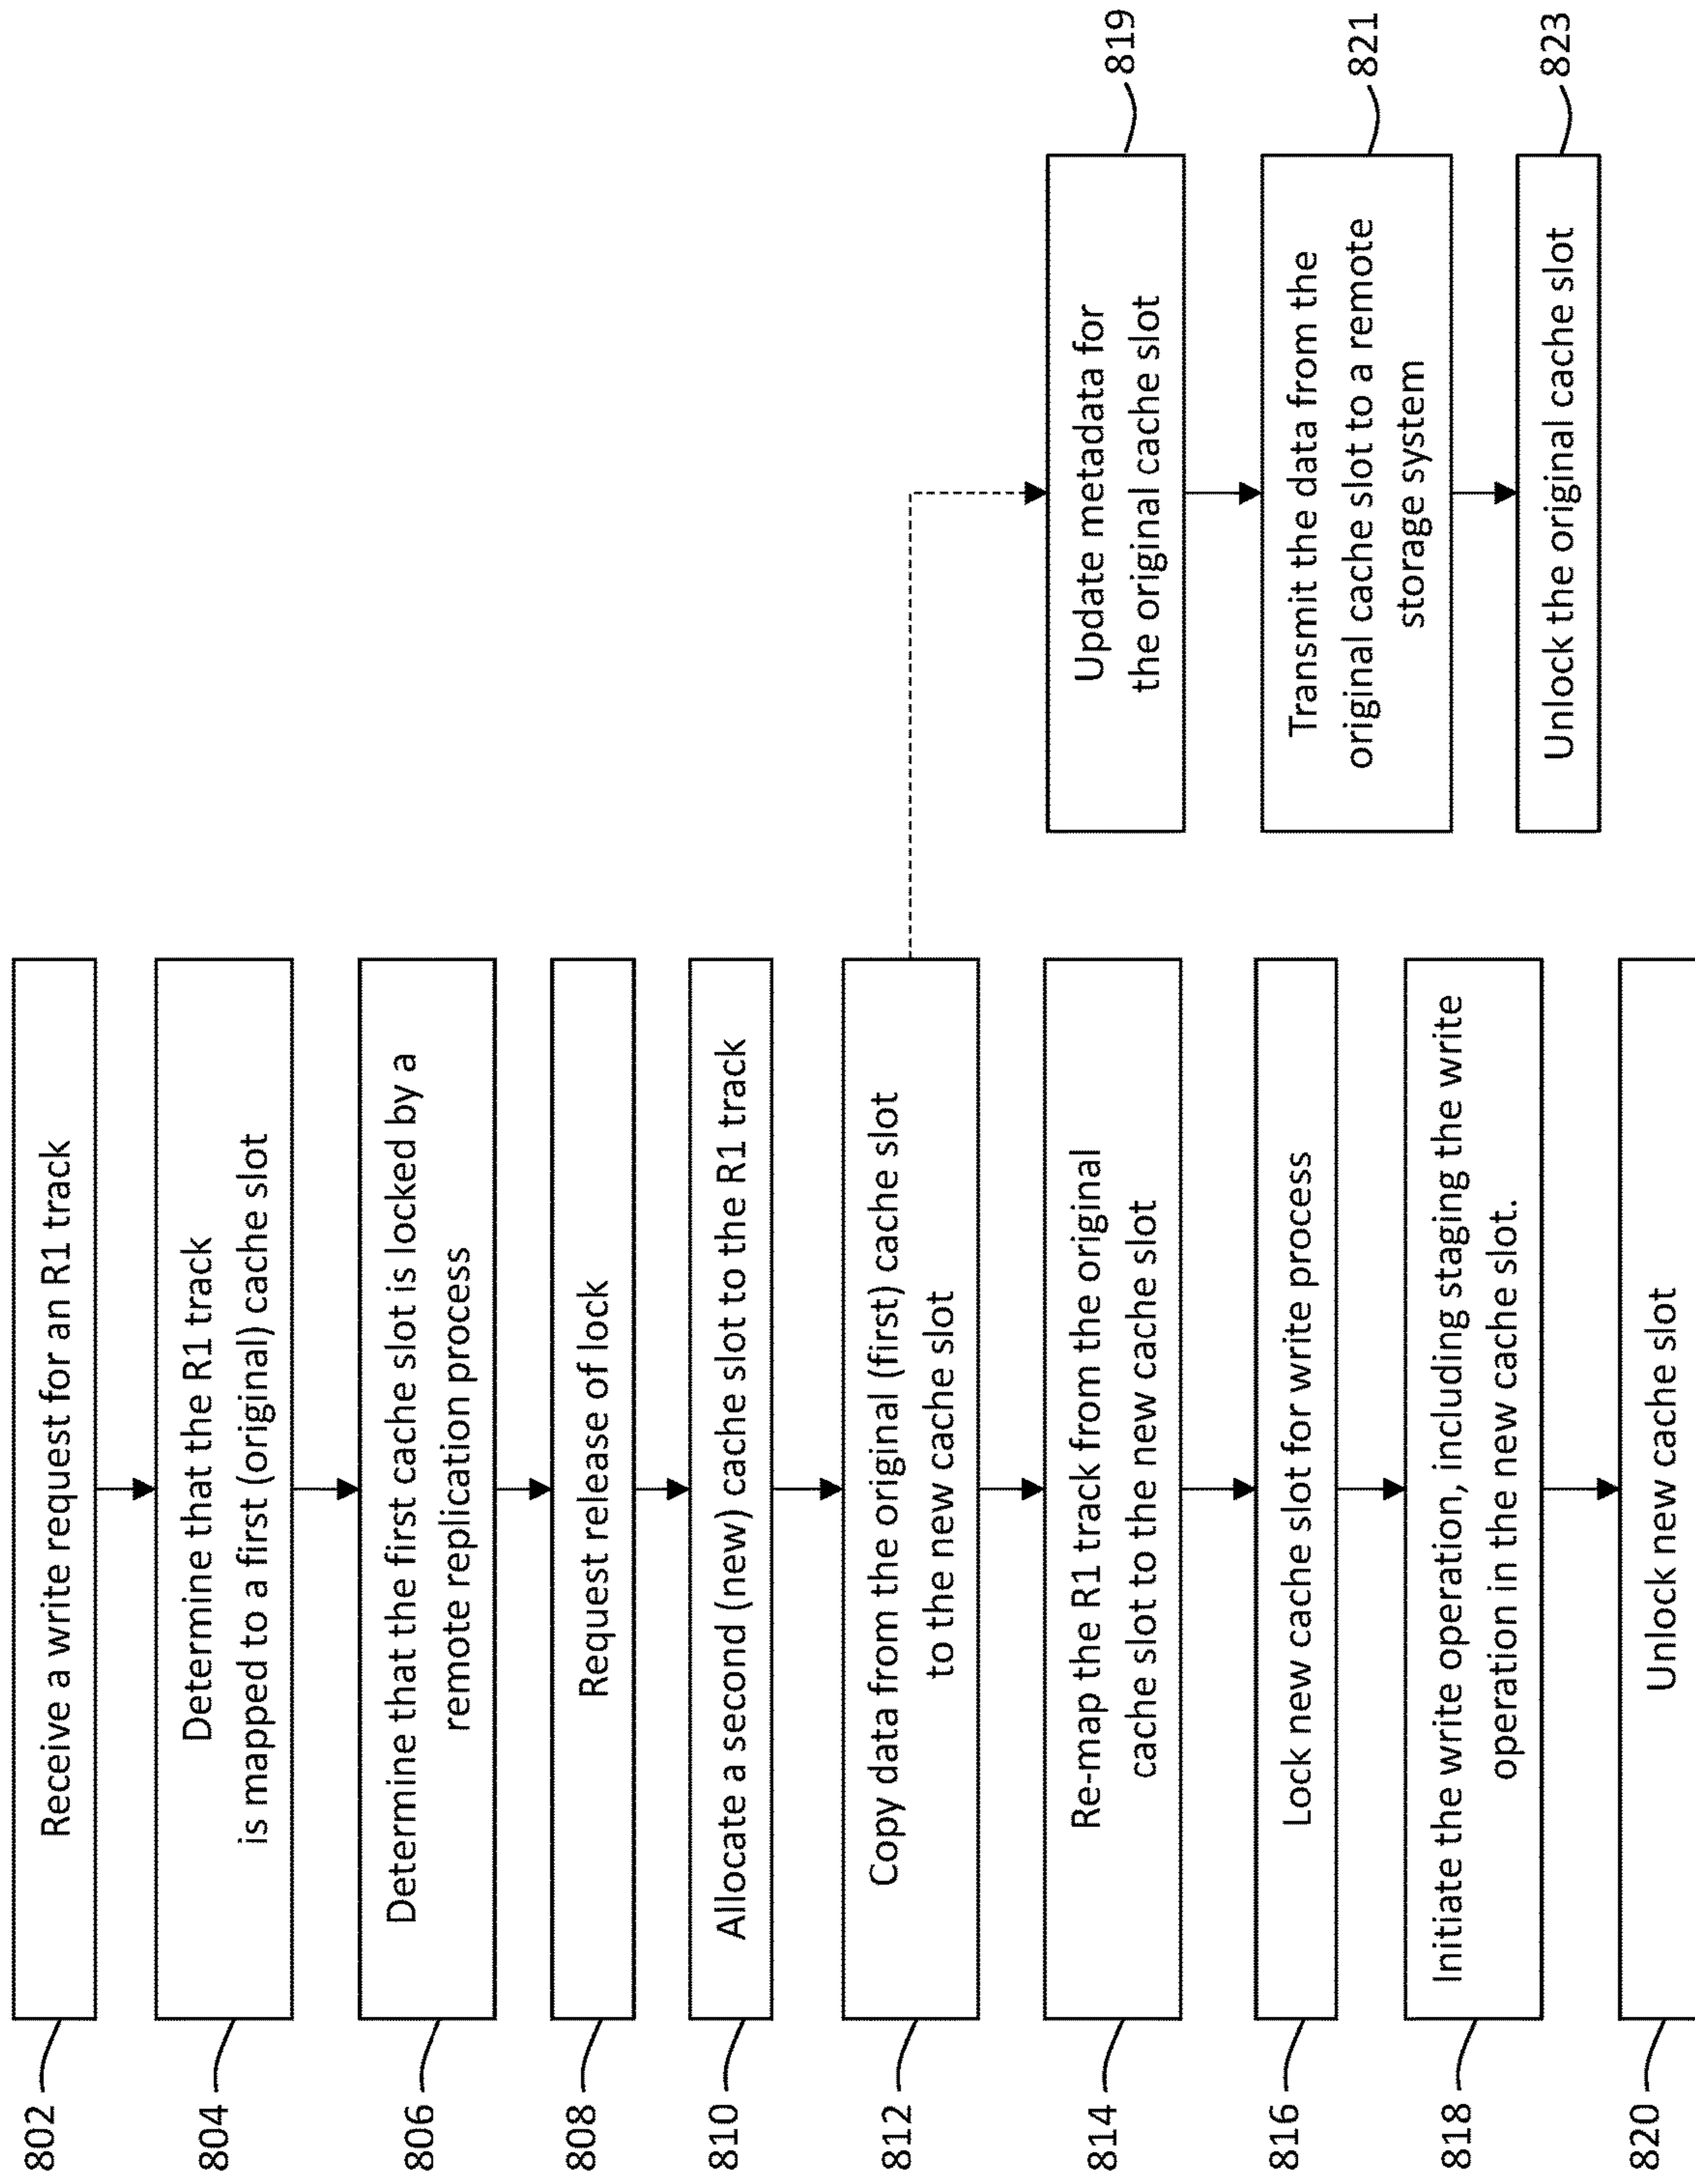 802
Receive a write request for an R1 track
804
Determine that the R1 track
is mapped to a first (original) cache slot
806
Determine that the first cache slot is locked by a
remote replication process
808
Request release of lock
810
Allocate a second (new) cache slot to the R1 track
812
Copy data from the original (first) cache slot
to the new cache slot
814
Re-map the R1 track from the original
cache slot to the new cache slot
816
Lock new cache slot for write process
818
Initiate the write operation, including staging the write
operation in the new cache slot.
820
Unlock new cache slot
Update metadata for
the original cache slot
819
Transmit the data from the
original cache slot to a remote
storage system
821
Unlock the original cache slot
823